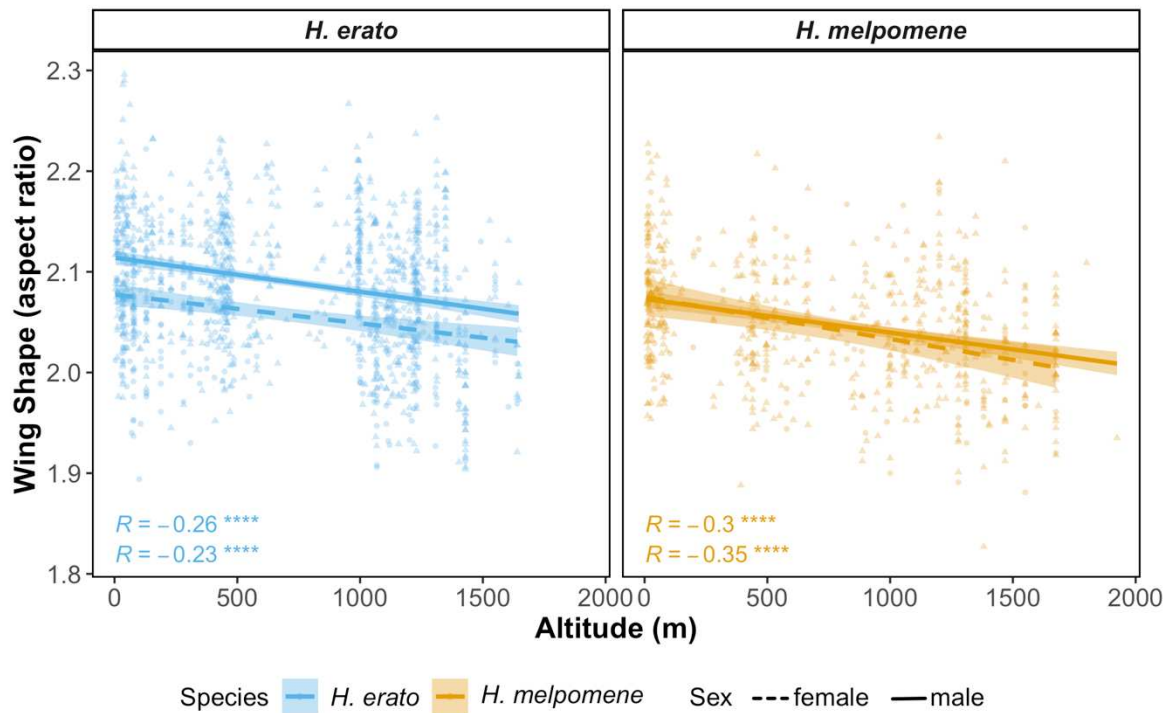 H. erato
H. melpomene
Wing Shape (aspect ratio)
2.3
2.2
2.1
2.0
1.9
1.8
R = −0.26 ****
R = −0.23 ****
R = −0.3 ****
R = −0.35 ****
0 500 1000 1500 2000
0 500 1000 1500 2000
Altitude (m)
Species H. erato H. melpomene Sex female male